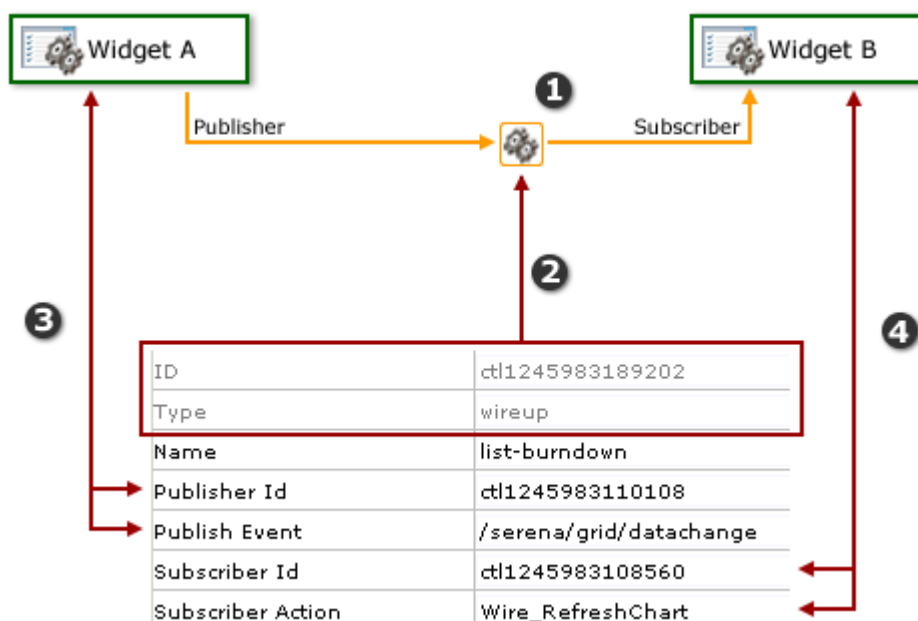 Widget A
Widget B
1
Publisher
Subscriber
2
3
4
ID ctl1245983189202
Type wireup
Name list-burndown
Publisher Id ctl1245983110108
Publish Event /serena/grid/datachange
Subscriber Id ctl1245983108560
Subscriber Action Wire_RefreshChart